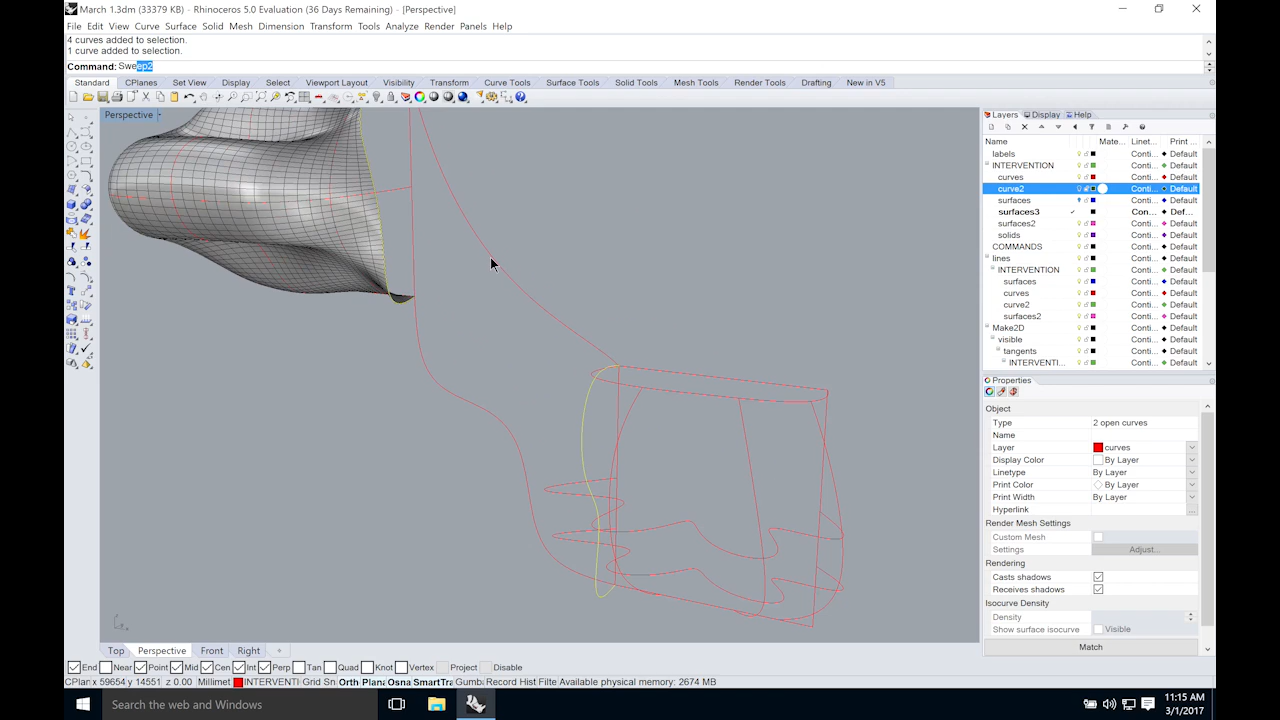 March 1.3dm (33379 KB) - Rhinoceros 5.0 Evaluation (36 Days Remaining) - [Perspective]
File Edit View Curve Surface Solid Mesh Dimension Transform Tools Analyze Render Panels Help
4 curves added to selection.
1 curve added to selection.
Command: Sweep2
Standard CPlanes Set View Display Select Viewport Layout Visibility Transform Curve Tools Surface Tools Solid Tools Mesh Tools Render Tools Drafting New in V5
Perspective
Layers Display Help
Name Mate... Linet... Print ...
labels Conti... Default
INTERVENTION Conti... Default
curves Conti... Default
curve2 Conti... Default
surfaces Conti... Default
surfaces3 Con... Def...
surfaces2 Conti... Default
solids Conti... Default
COMMANDS Conti... Default
lines Conti... Default
INTERVENTION Conti... Default
surfaces Conti... Default
curves Conti... Default
curve2 Conti... Default
surfaces2 Conti... Default
Make2D Conti... Default
visible Conti... Default
tangents Conti... Default
INTERVENTI... Conti... Default
Properties
Object
Type 2 open curves
Name
Layer curves
Display Color By Layer
Linetype By Layer
Print Color By Layer
Print Width By Layer
Hyperlink
Render Mesh Settings
Custom Mesh
Settings Adjust...
Rendering
Casts shadows
Receives shadows
Isocurve Density
Density
Show surface isocurve Visible
Match
Top Perspective Front Right
End Near Point Mid Cen Int Perp Tan Quad Knot Vertex Project Disable
CPlan x 59654 y 14551 z 0.00 Millimet INTERVENTI Grid Sn Orth Plana Osna SmartTra Gumba Record Hist Filte Available physical memory: 2674 MB
Search the web and Windows
11:15 AM
3/1/2017